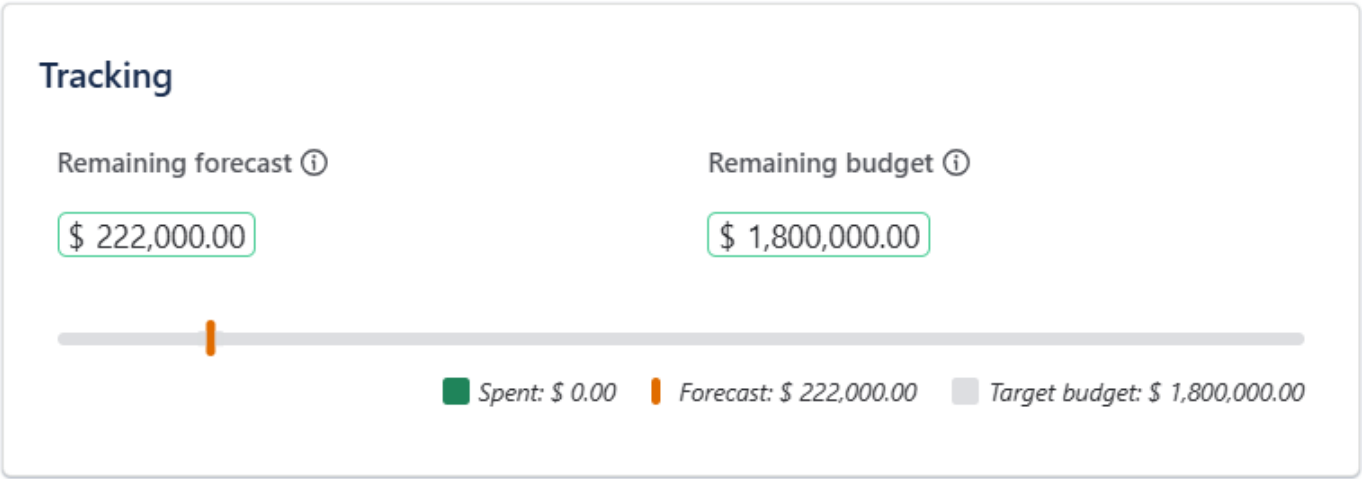 Tracking
Remaining forecast
Remaining budget
$ 222,000.00
$ 1,800,000.00
Spent: $ 0.00
Forecast: $ 222,000.00
Target budget: $ 1,800,000.00